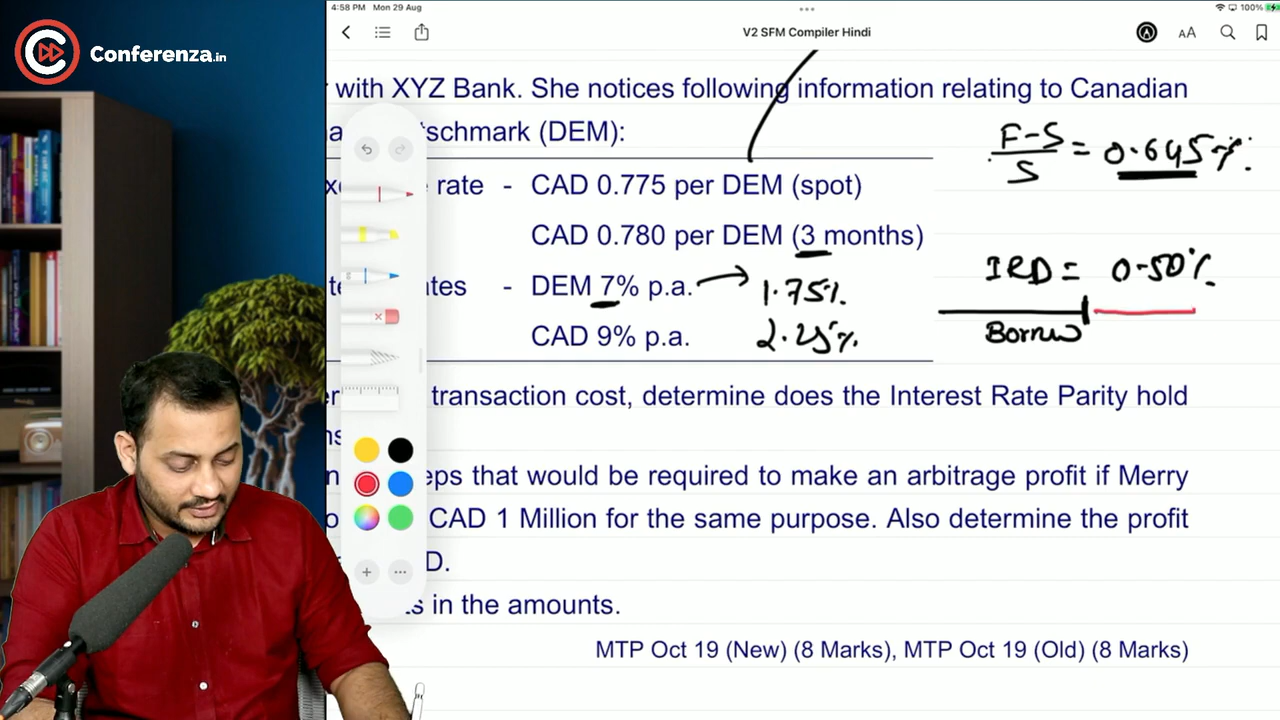 4:58 PM Mon 29 Aug
100%
Conferenza.in
V2 SFM Compiler Hindi
AA
with XYZ Bank. She notices following information relating to Canadian
tschmark (DEM):
F-S
S
= 0.645%
rate - CAD 0.775 per DEM (spot)
CAD 0.780 per DEM (3 months)
IRD = 0.50%
- DEM 7% p.a. → 1.75%
CAD 9% p.a. 2.25%
Borrow
transaction cost, determine does the Interest Rate Parity hold
eps that would be required to make an arbitrage profit if Merry
CAD 1 Million for the same purpose. Also determine the profit
D.
s in the amounts.
MTP Oct 19 (New) (8 Marks), MTP Oct 19 (Old) (8 Marks)